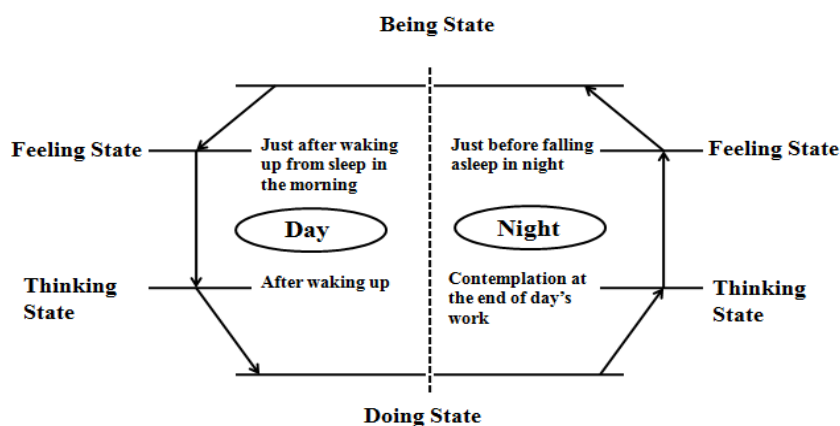 Being State
Feeling State
Just after waking
up from sleep in
the morning
Just before falling
asleep in night
Feeling State
Day
Night
Thinking
State
After waking up
Contemplation at
the end of day's
work
Thinking
State
Doing State